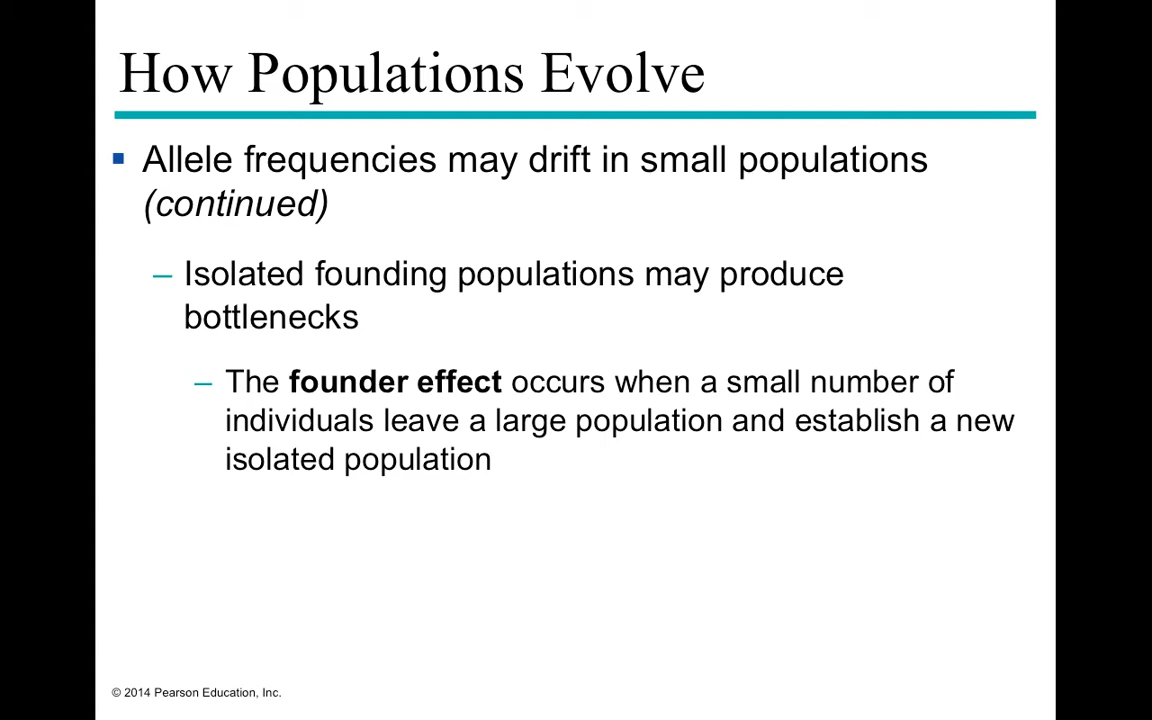 How Populations Evolve
▪ Allele frequencies may drift in small populations
(continued)
– Isolated founding populations may produce
bottlenecks
– The founder effect occurs when a small number of
individuals leave a large population and establish a new
isolated population
© 2014 Pearson Education, Inc.